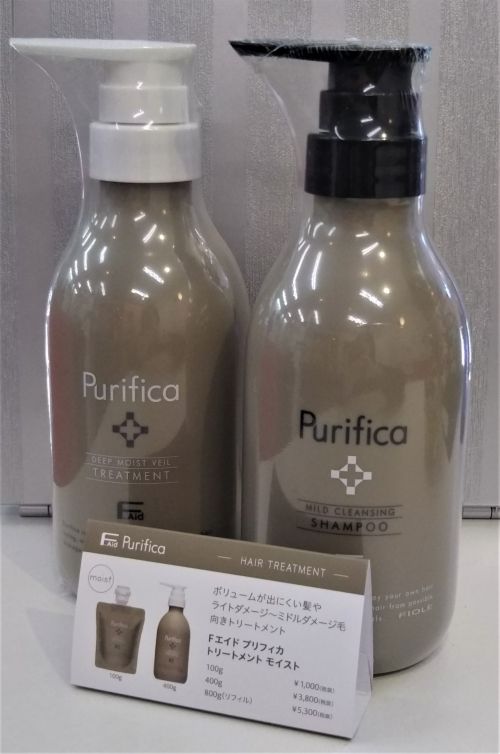 Purifica
DEEP MOIST VEIL
TREATMENT
F Aid
Purifica
MILD CLEANSING
SHAMPOO
FIOLE
F Aid Purifica
HAIR TREATMENT
moist
ボリュームが出にくい髪や
ライトダメージ〜ミドルダメージ毛
向きトリートメント
Fエイド プリフィカ
トリートメント モイスト
100g ¥1,000(税抜)
400g ¥3,800(税抜)
800g(リフィル) ¥5,300(税抜)
100g
400g